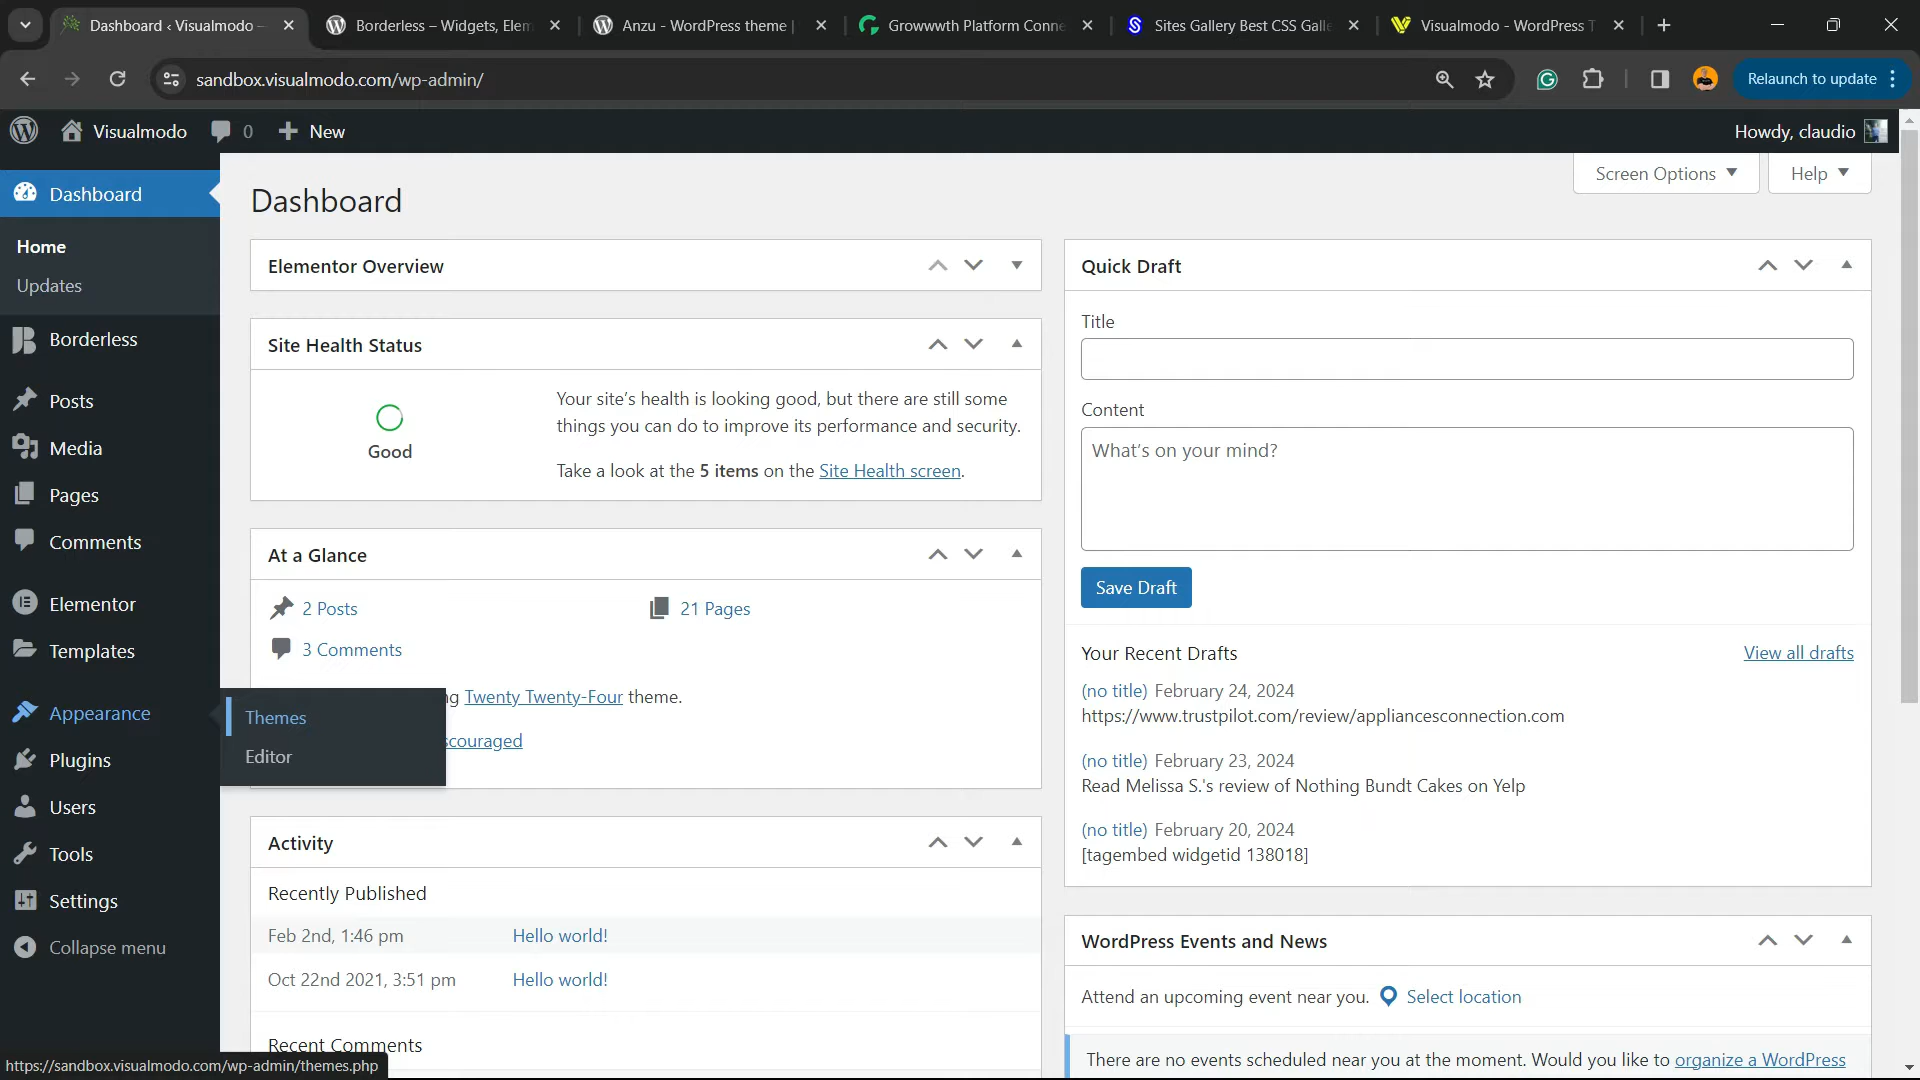 Dashboard ‹ Visualmodo —
Borderless – Widgets, Elem
Anzu - WordPress theme |
Growwwth Platform Conne
Sites Gallery Best CSS Galle
Visualmodo - WordPress T
sandbox.visualmodo.com/wp-admin/
Relaunch to update
Visualmodo
0
New
Howdy, claudio
Screen Options
Help
Dashboard
Home
Updates
Borderless
Posts
Media
Pages
Comments
Elementor
Templates
Appearance
Themes
Editor
Plugins
Users
Tools
Settings
Collapse menu
Dashboard
Elementor Overview
Site Health Status
Good
Your site's health is looking good, but there are still some
things you can do to improve its performance and security.
Take a look at the 5 items on the Site Health screen.
At a Glance
2 Posts
21 Pages
3 Comments
Twenty Twenty-Four theme.
Activity
Recently Published
Feb 2nd, 1:46 pm Hello world!
Oct 22nd 2021, 3:51 pm Hello world!
Recent Comments
Quick Draft
Title
Content
What's on your mind?
Save Draft
Your Recent Drafts
View all drafts
(no title) February 24, 2024
https://www.trustpilot.com/review/appliancesconnection.com
(no title) February 23, 2024
Read Melissa S.'s review of Nothing Bundt Cakes on Yelp
(no title) February 20, 2024
[tagembed widgetid 138018]
WordPress Events and News
Attend an upcoming event near you. Select location
There are no events scheduled near you at the moment. Would you like to organize a WordPress
https://sandbox.visualmodo.com/wp-admin/themes.php